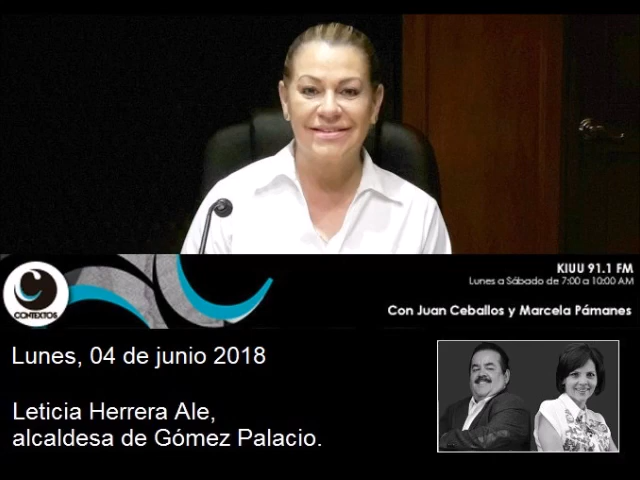 KIUU 91.1 FM
Lunes a Sábado de 7:00 a 10:00 AM
CONTEXTOS
Con Juan Ceballos y Marcela Pámanes
Lunes, 04 de junio 2018
Leticia Herrera Ale,
alcaldesa de Gómez Palacio.